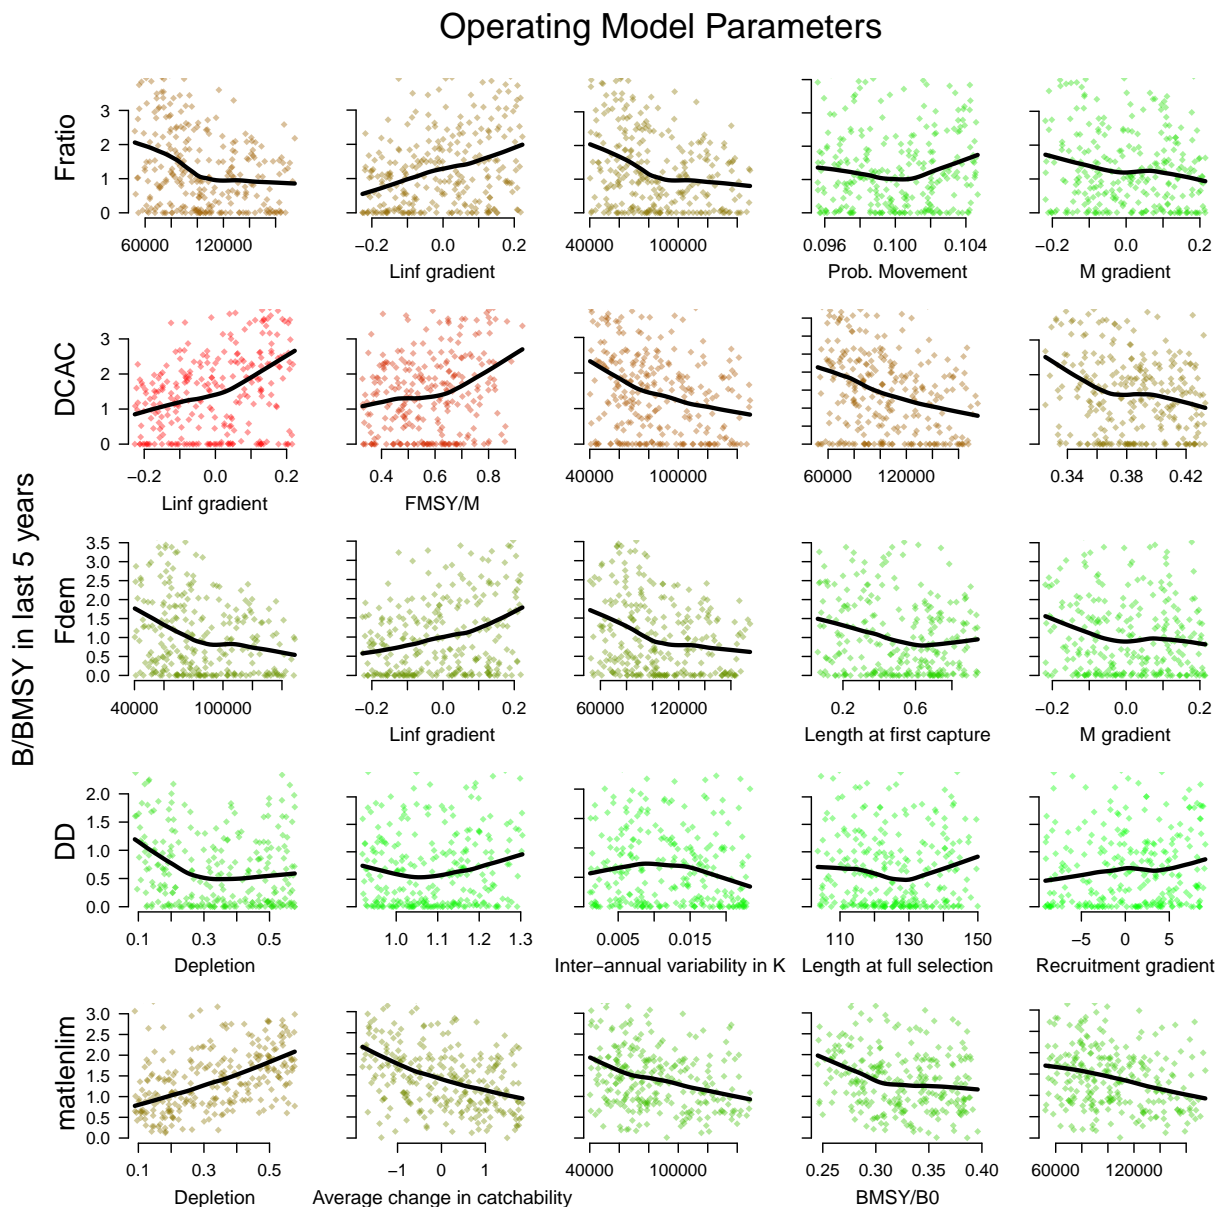 Operating Model Parameters
B/BMSY in last 5 years
Fratio
3
2
1
0
60000 120000
−0.2 0.0 0.2
Linf gradient
40000 100000
0.096 0.100 0.104
Prob. Movement
−0.2 0.0 0.2
M gradient
DCAC
3
2
1
0
−0.2 0.0 0.2
Linf gradient
0.4 0.6 0.8
FMSY/M
40000 100000
60000 120000
0.34 0.38 0.42
Fdem
3.5
3.0
2.5
2.0
1.5
1.0
0.5
0.0
40000 100000
−0.2 0.0 0.2
Linf gradient
60000 120000
0.2 0.6
Length at first capture
−0.2 0.0 0.2
M gradient
DD
2.0
1.5
1.0
0.5
0.0
0.1 0.3 0.5
Depletion
1.0 1.1 1.2 1.3
0.005 0.015
Inter−annual variability in K
110 130 150
Length at full selection
−5 0 5
Recruitment gradient
matlenlim
3.0
2.5
2.0
1.5
1.0
0.5
0.0
0.1 0.3 0.5
Depletion
−1 0 1
Average change in catchability
40000 100000
0.25 0.30 0.35 0.40
BMSY/B0
60000 120000